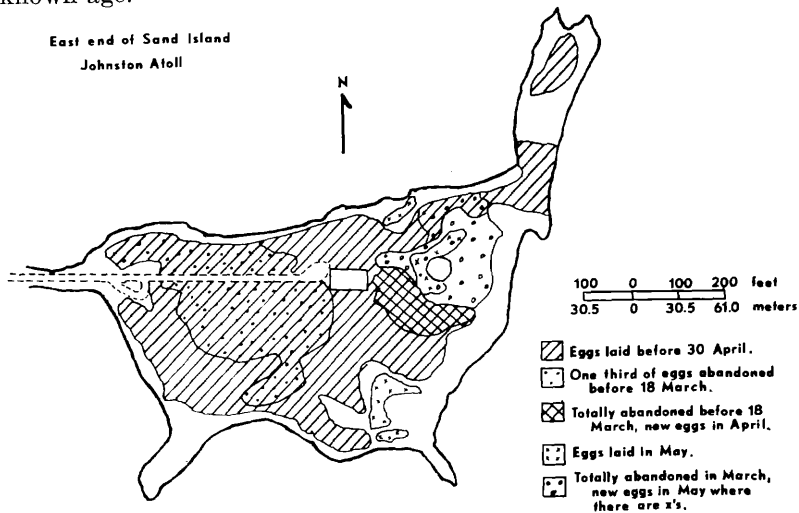 known age.
East end of Sand Island
Johnston Atoll
N
100 0 100 200 feet
30.5 0 30.5 61.0 meters
Eggs laid before 30 April.
One third of eggs abandoned
before 18 March.
Totally abandoned before 18
March, new eggs in April.
Eggs laid in May.
Totally abandoned in March,
new eggs in May where
there are x's.